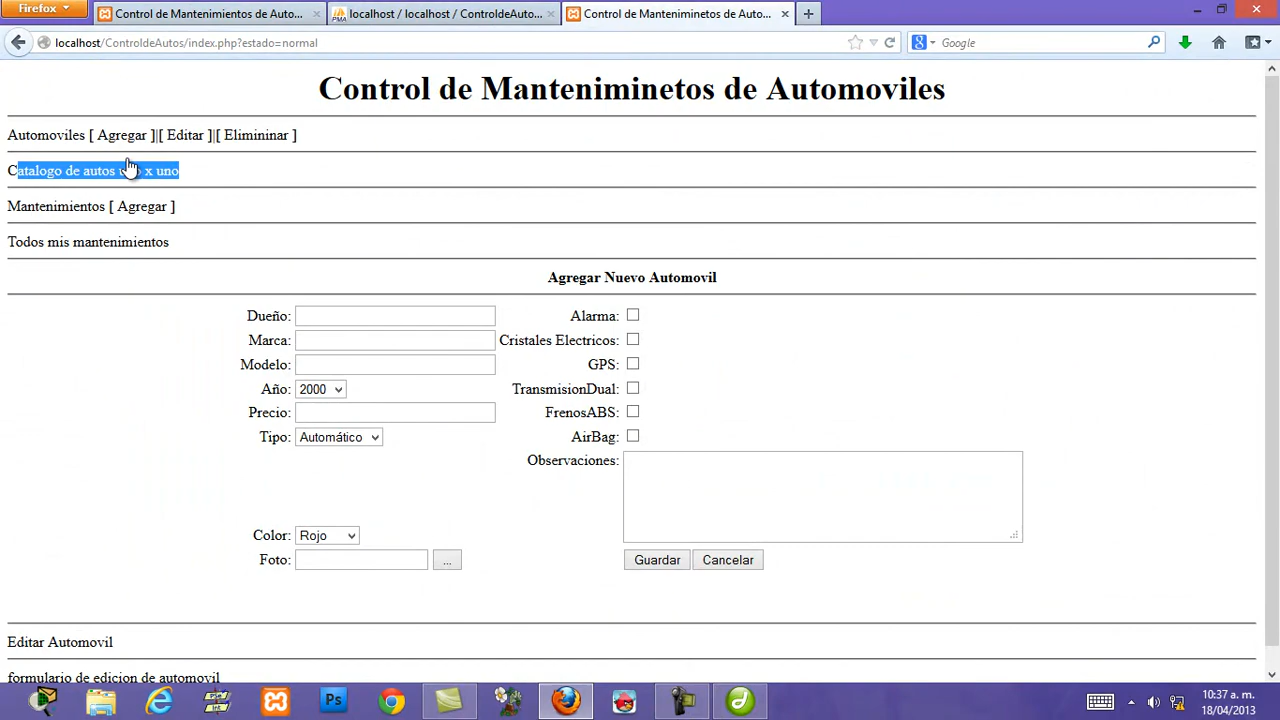 Firefox
Control de Mantenimientos de Auto...
localhost / localhost / ControldeAuto...
Control de Manteniminetos de Auto...
localhost/ControldeAutos/index.php?estado=normal
Google
Control de Manteniminetos de Automoviles
Automoviles [ Agregar ]|[ Editar ]|[ Elimininar ]
Catalogo de autos uno x uno
Mantenimientos [ Agregar ]
Todos mis mantenimientos
Agregar Nuevo Automovil
Dueño:
Alarma:
Marca:
Cristales Electricos:
Modelo:
GPS:
Año: 2000
TransmisionDual:
Precio:
FrenosABS:
Tipo: Automático
AirBag:
Observaciones:
Color: Rojo
Foto: ...
Guardar Cancelar
Editar Automovil
formulario de edicion de automovil
10:37 a. m.
18/04/2013